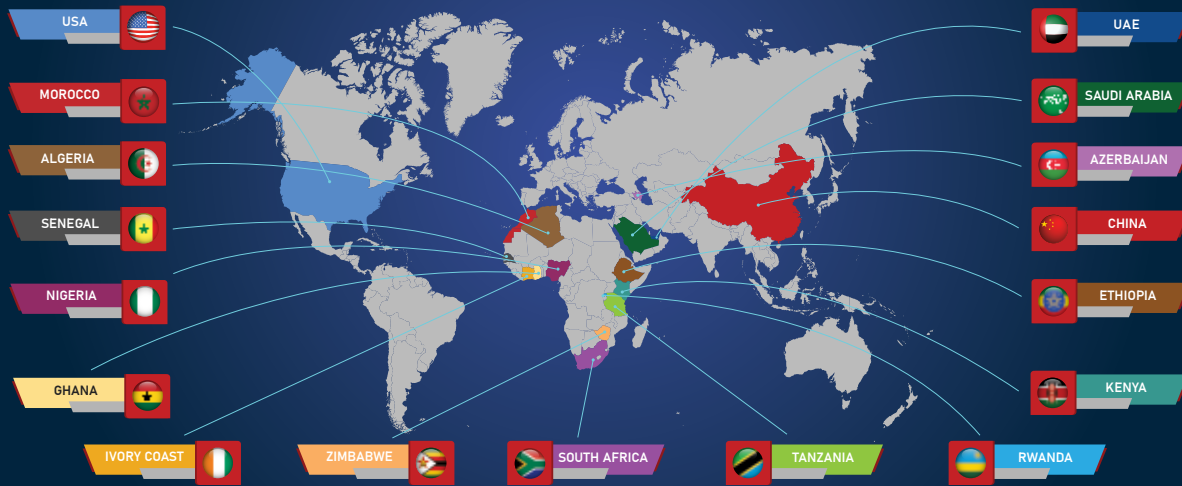 USA
MOROCCO
ALGERIA
SENEGAL
NIGERIA
GHANA
IVORY COAST
ZIMBABWE
SOUTH AFRICA
TANZANIA
RWANDA
UAE
SAUDI ARABIA
AZERBAIJAN
CHINA
ETHIOPIA
KENYA